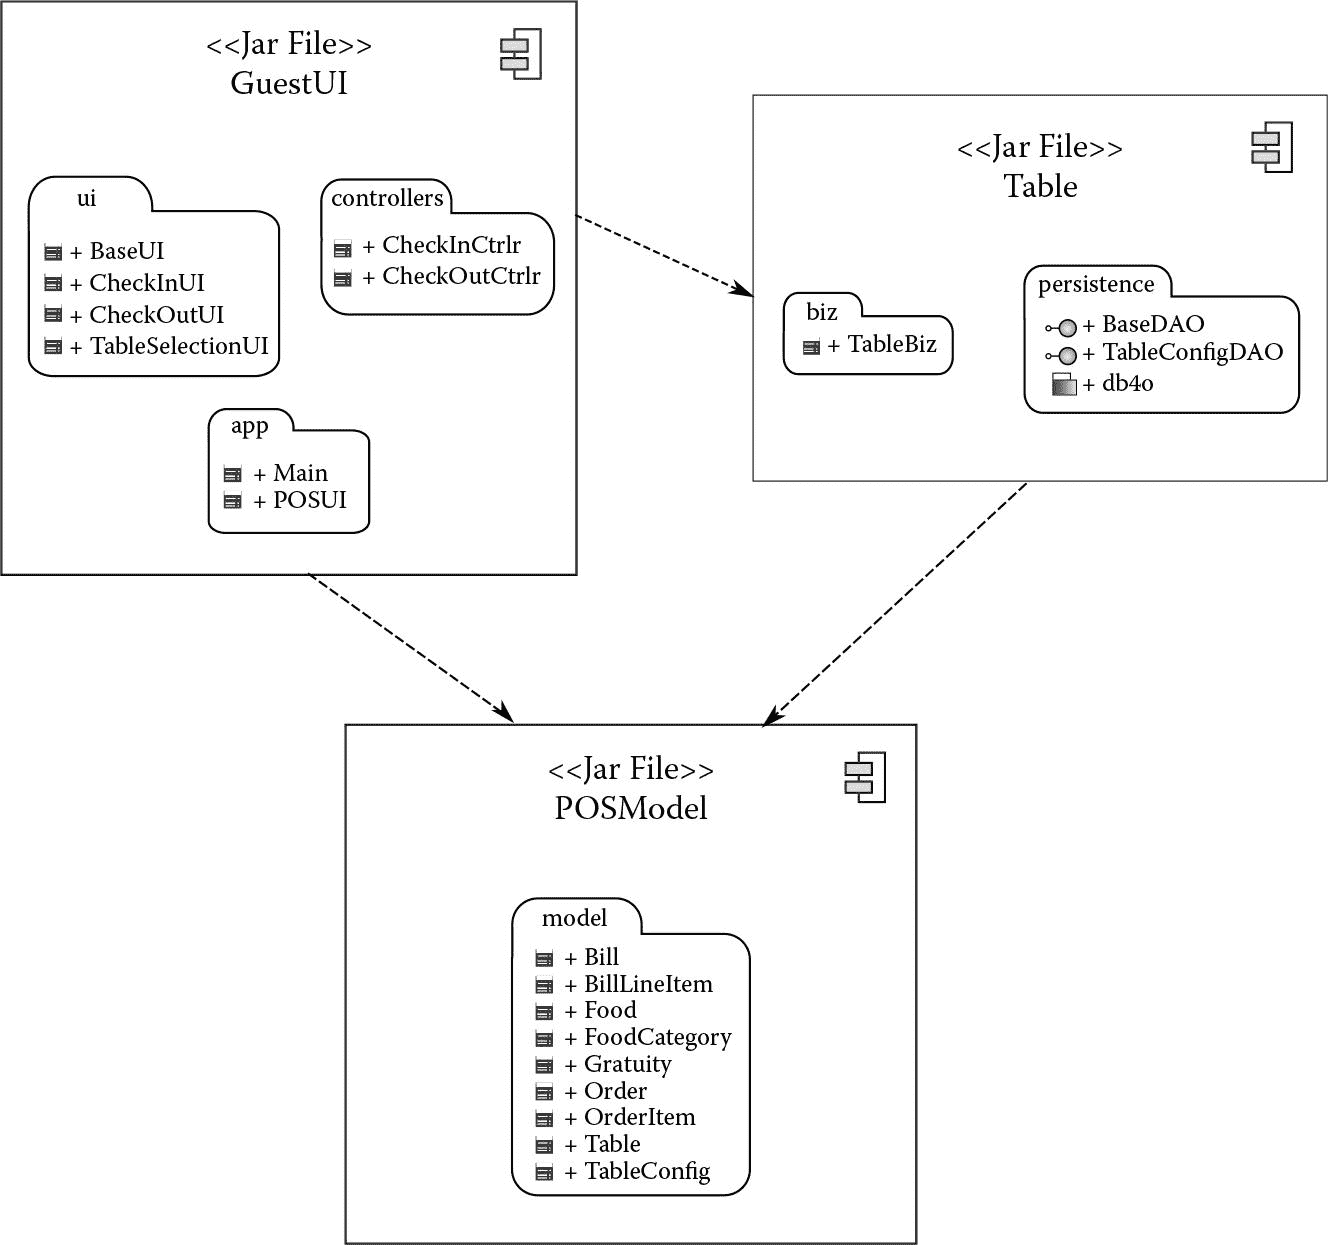 <<Jar File>>
GuestUI
ui
+ BaseUI
+ CheckInUI
+ CheckOutUI
+ TableSelectionUI
controllers
+ CheckInCtrlr
+ CheckOutCtrlr
app
+ Main
+ POSUI
<<Jar File>>
Table
biz
+ TableBiz
persistence
+ BaseDAO
+ TableConfigDAO
+ db4o
<<Jar File>>
POSModel
model
+ Bill
+ BillLineItem
+ Food
+ FoodCategory
+ Gratuity
+ Order
+ OrderItem
+ Table
+ TableConfig